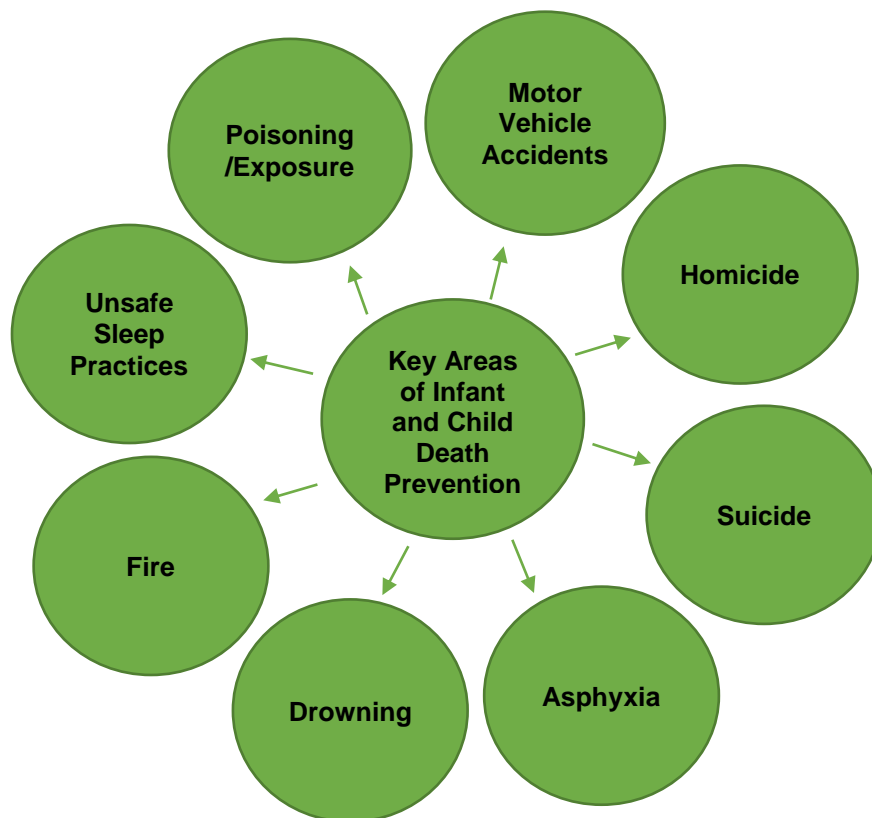 Motor
Vehicle
Accidents
Poisoning
/Exposure
Homicide
Unsafe
Sleep
Practices
Key Areas
of Infant
and Child
Death
Prevention
Suicide
Fire
Asphyxia
Drowning